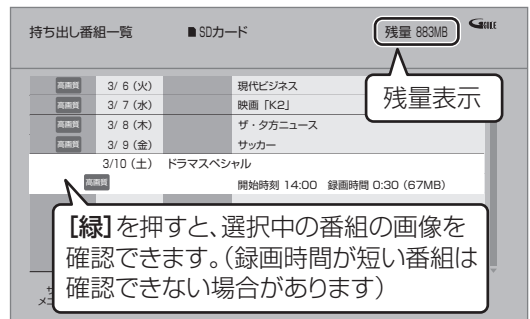 持ち出し番組一覧
SDカード
残量 883MB
残量表示
高画質 3/ 6 (火) 現代ビジネス
高画質 3/ 7 (水) 映画「K2」
高画質 3/ 8 (木) ザ・夕方ニュース
高画質 3/ 9 (金) サッカー
3/10 (土) ドラマスペシャル
高画質 開始時刻 14:00 録画時間 0:30 (67MB)
[緑]を押すと、選択中の番組の画像を
確認できます。(録画時間が短い番組は
確認できない場合があります)